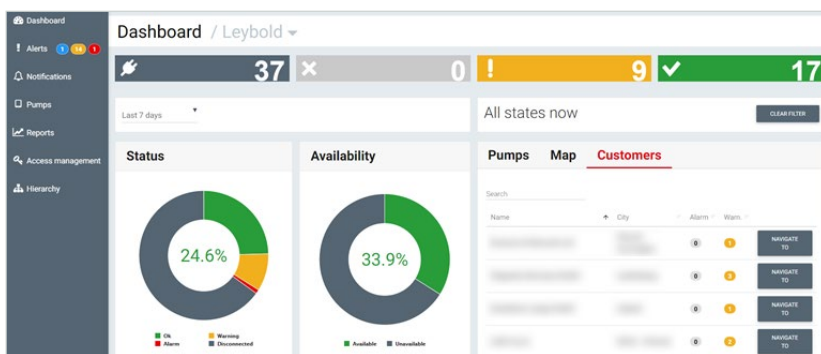 Dashboard
Alerts 1 14 1
Notifications
Pumps
Reports
Access management
Hierarchy
Dashboard / Leybold
37
0
9
17
Last 7 days
All states now
CLEAR FILTER
Status
24.6%
Ok
Warning
Alarm
Disconnected
Availability
33.9%
Available
Unavailable
Pumps Map Customers
Search
Name City Alarm Warn.
0 1 NAVIGATE TO
0 3 NAVIGATE TO
0 1 NAVIGATE TO
0 2 NAVIGATE TO